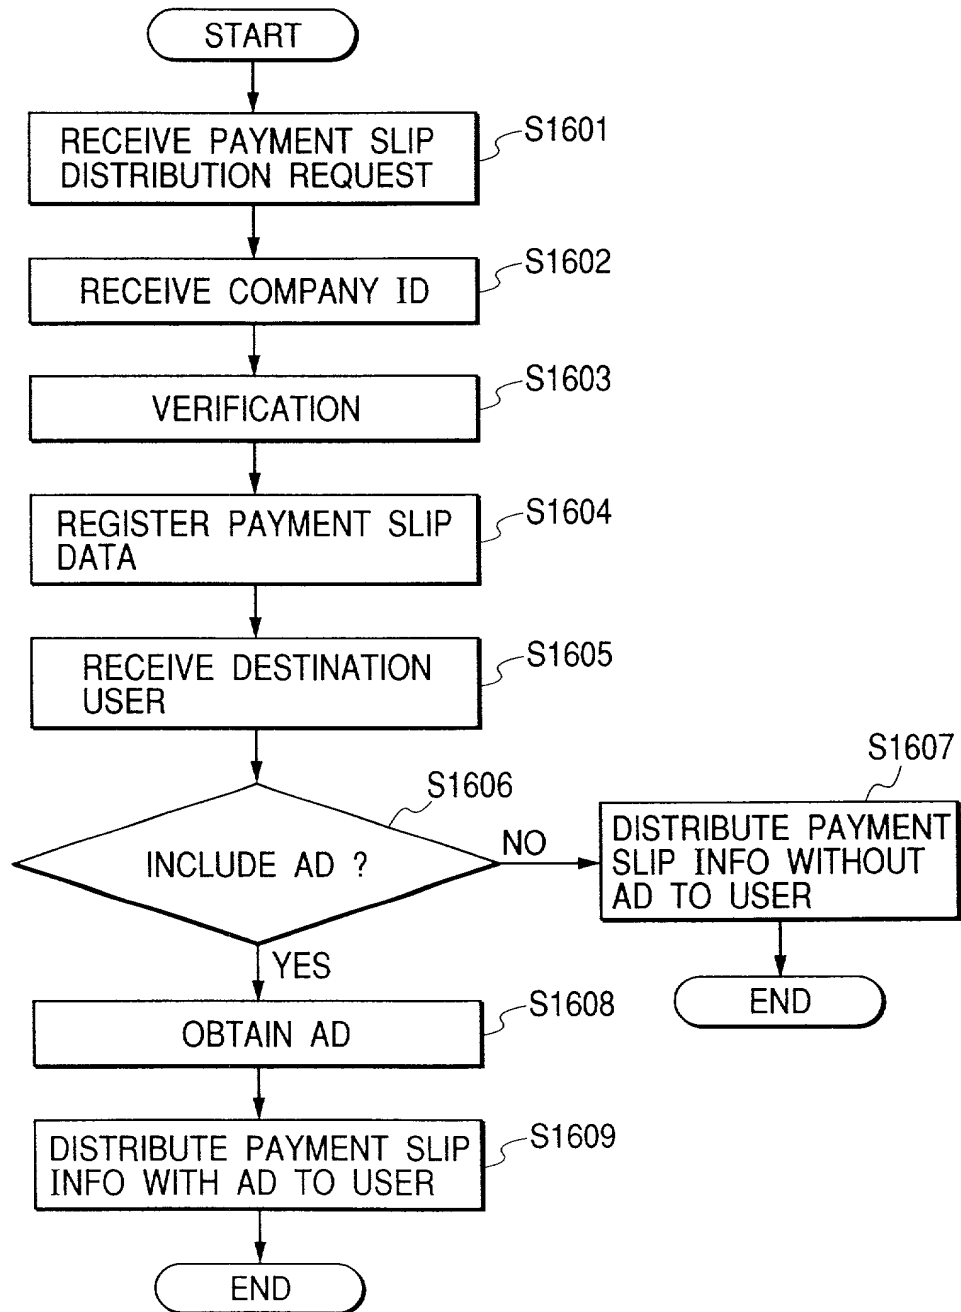 START
RECEIVE PAYMENT SLIP
DISTRIBUTION REQUEST
S1601
RECEIVE COMPANY ID
S1602
VERIFICATION
S1603
REGISTER PAYMENT SLIP
DATA
S1604
RECEIVE DESTINATION
USER
S1605
INCLUDE AD ?
S1606
NO
DISTRIBUTE PAYMENT
SLIP INFO WITHOUT
AD TO USER
S1607
END
YES
OBTAIN AD
S1608
DISTRIBUTE PAYMENT SLIP
INFO WITH AD TO USER
S1609
END